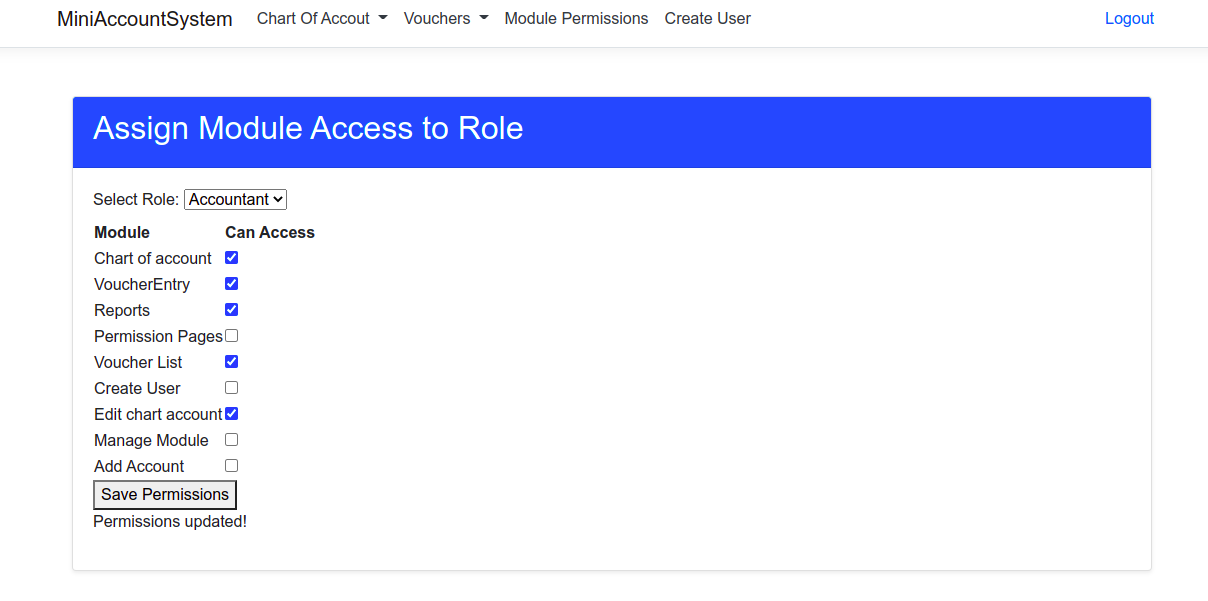 MiniAccountSystem Chart Of Accout Vouchers Module Permissions Create User Logout
Assign Module Access to Role
Select Role: Accountant
Module Can Access
Chart of account
VoucherEntry
Reports
Permission Pages
Voucher List
Create User
Edit chart account
Manage Module
Add Account
Save Permissions
Permissions updated!